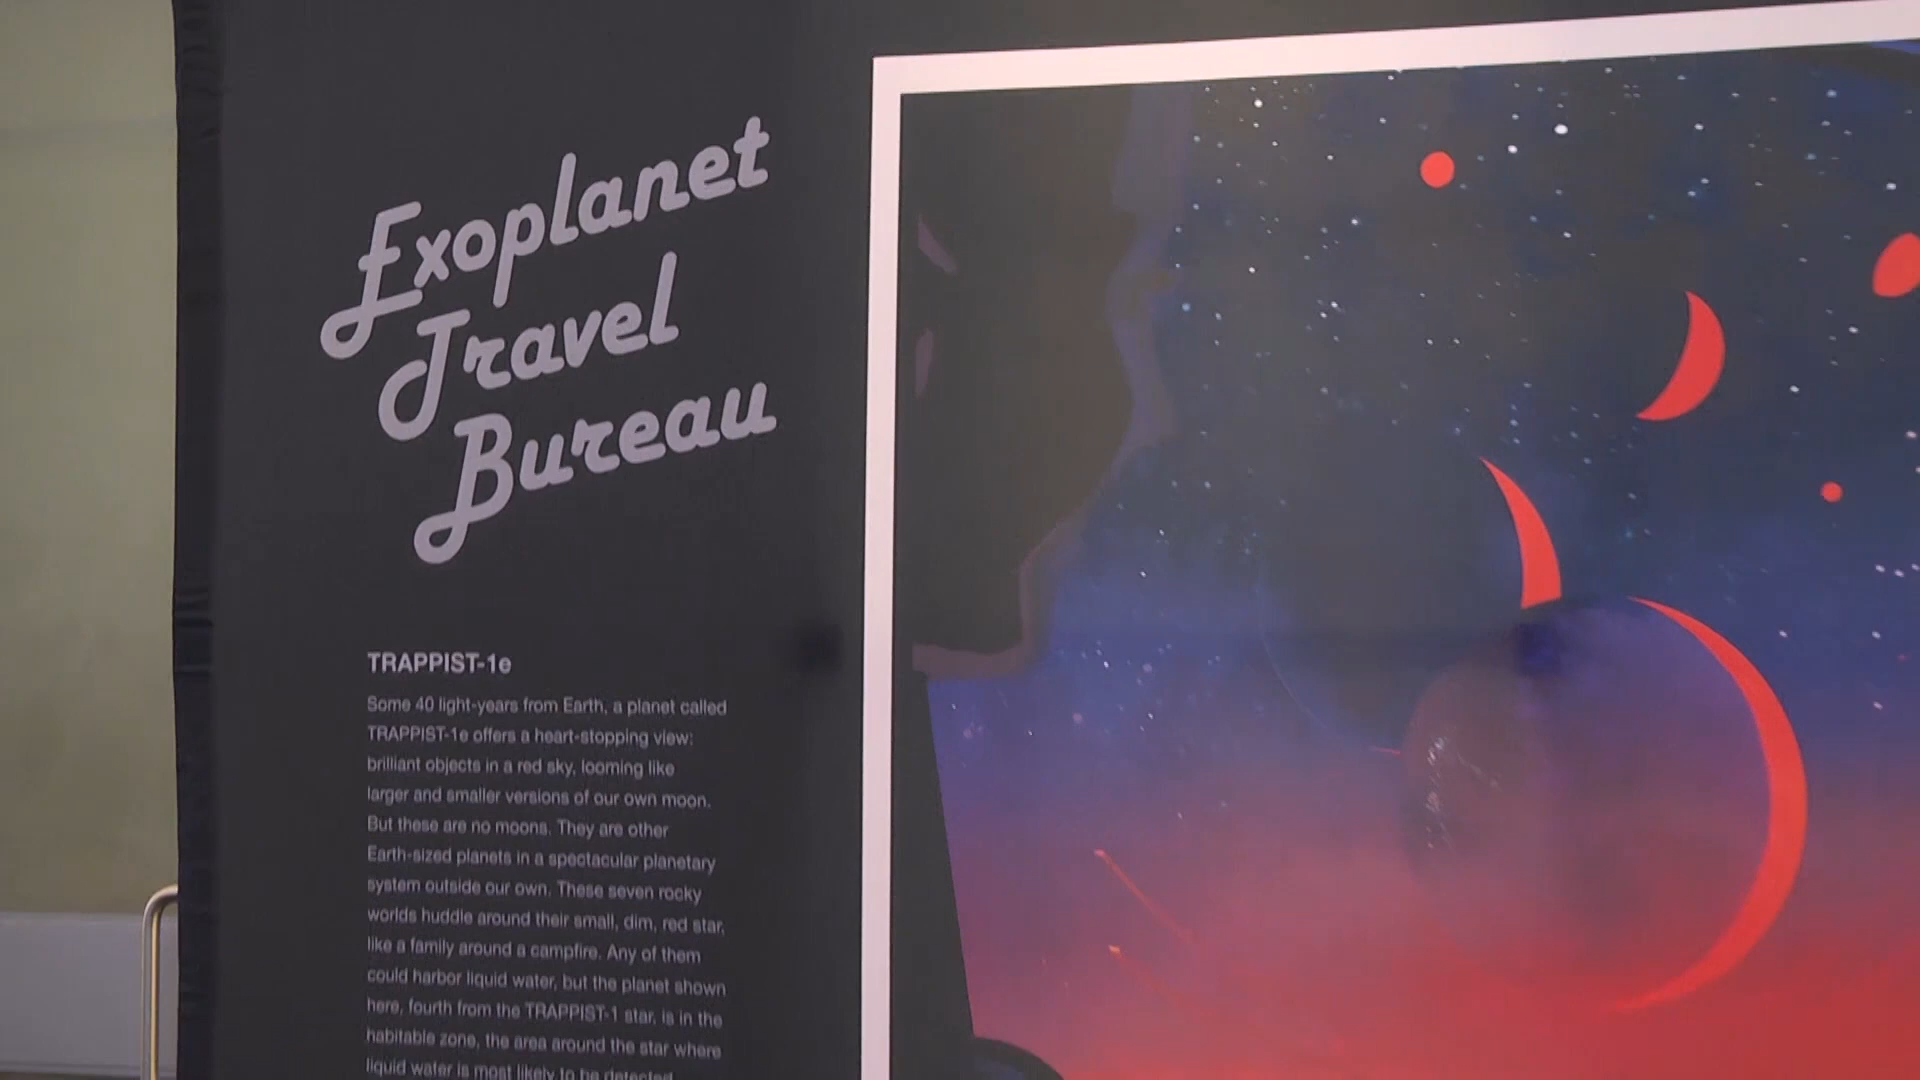 Exoplanet
Travel
Bureau
TRAPPIST-1e
Some 40 light-years from Earth, a planet called
TRAPPIST-1e offers a heart-stopping view:
brilliant objects in a red sky, looming like
larger and smaller versions of our own moon.
But these are no moons. They are other
Earth-sized planets in a spectacular planetary
system outside our own. These seven rocky
worlds huddle around their small, dim, red star,
like a family around a campfire. Any of them
could harbor liquid water, but the planet shown
here, fourth from the TRAPPIST-1 star, is in the
habitable zone, the area around the star where
liquid water is most likely to be detected.